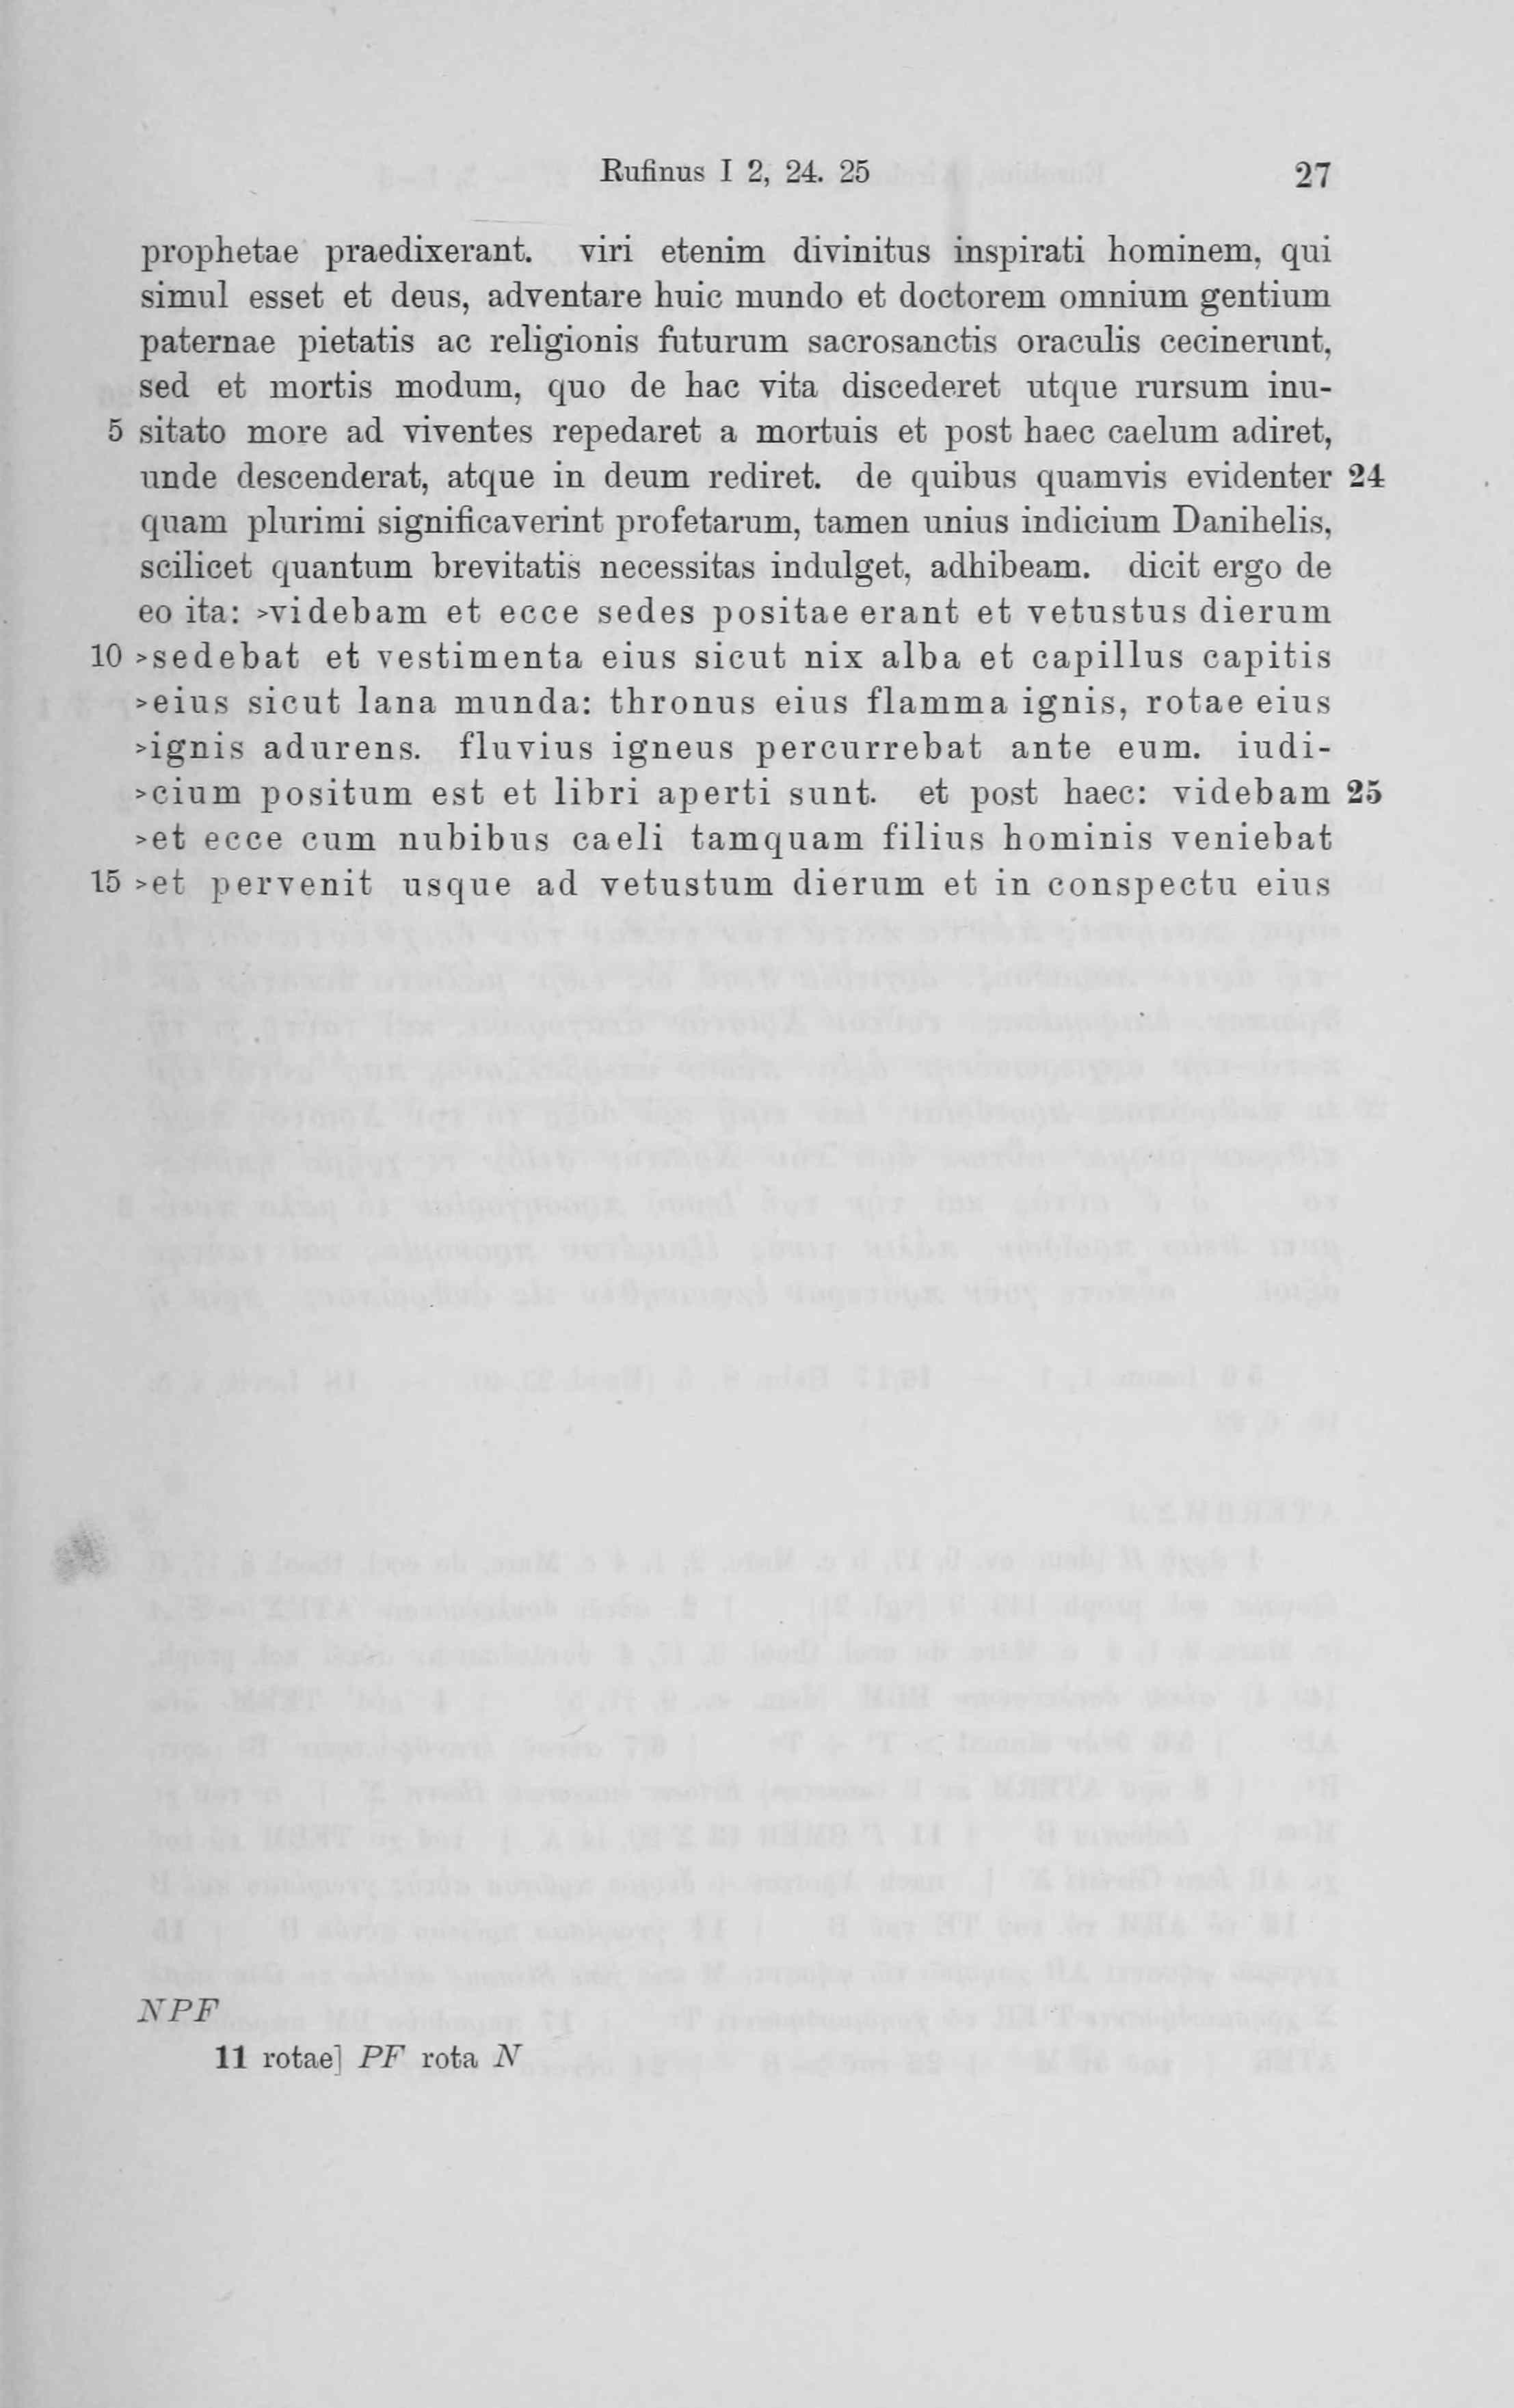 Rufinus I 2, 24. 25 27
prophetae praedixerant. viri etenim divinitus inspirati hominem, qui
simul esset et deus, adventare huic mundo et doctorem omnium gentium
paternae pietatis ac religionis futurum sacrosanctis oraculis cecinerunt,
sed et mortis modum, quo de hac vita discederet utque rursum inu-
5 sitato more ad viventes repedaret a mortuis et post haec caelum adiret,
unde descenderat, atque in deum rediret. de quibus quamvis evidenter 24
quam plurimi significaverint profetarum, tamen unius indicium Danihelis,
scilicet quantum brevitatis necessitas indulget, adhibeam. dicit ergo de
eo ita: >videbam et ecce sedes positae erant et vetustus dierum
10 >sedebat et vestimenta eius sicut nix alba et capillus capitis
>eius sicut lana munda: thronus eius flamma ignis, rotae eius
>ignis adurens. fluvius igneus percurrebat ante eum. iudi-
>cium positum est et libri aperti sunt. et post haec: videbam 25
>et ecce cum nubibus caeli tamquam filius hominis veniebat
15 >et pervenit usque ad vetustum dierum et in conspectu eius
NPF
11 rotae] PF rota N